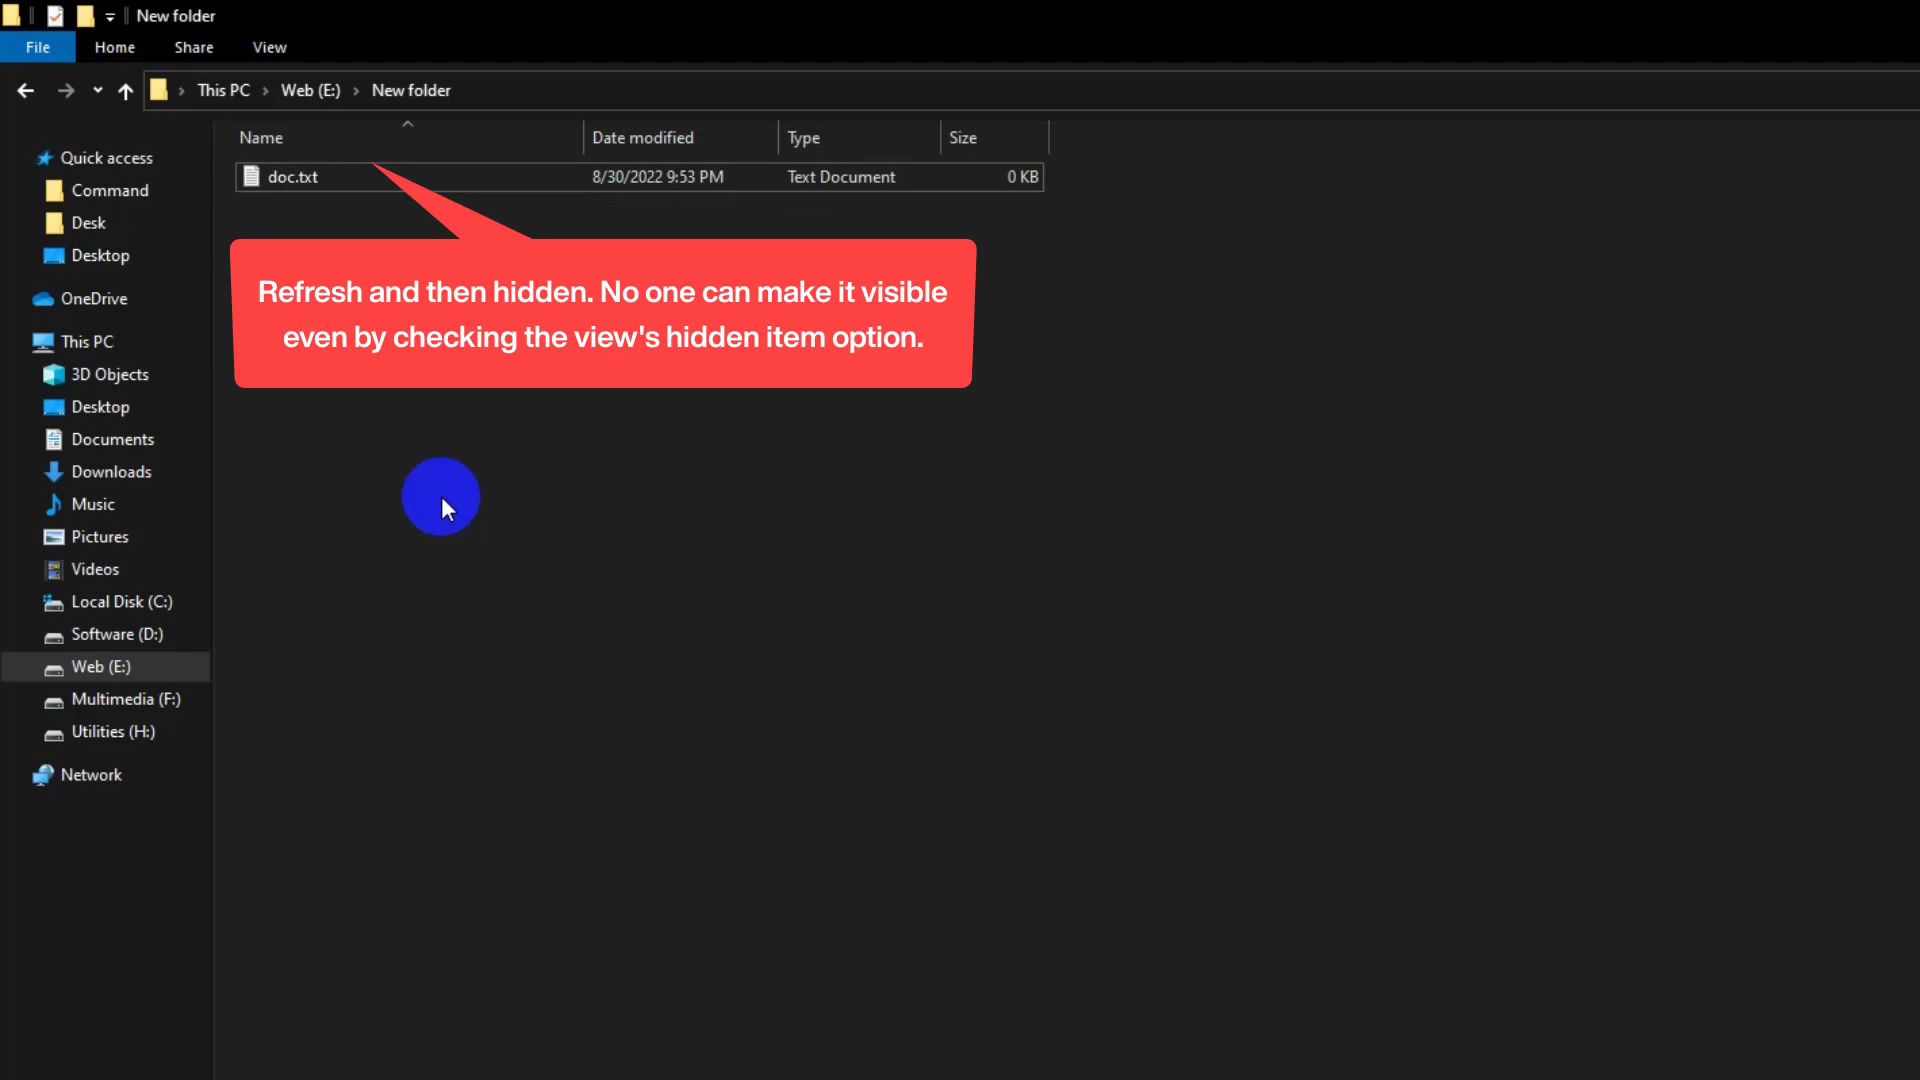 New folder
File Home Share View
This PC Web (E:) New folder
Name Date modified Type Size
doc.txt 8/30/2022 9:53 PM Text Document 0 KB
Refresh and then hidden. No one can make it visible
even by checking the view's hidden item option.
Quick access
Command
Desk
Desktop
OneDrive
This PC
3D Objects
Desktop
Documents
Downloads
Music
Pictures
Videos
Local Disk (C:)
Software (D:)
Web (E:)
Multimedia (F:)
Utilities (H:)
Network